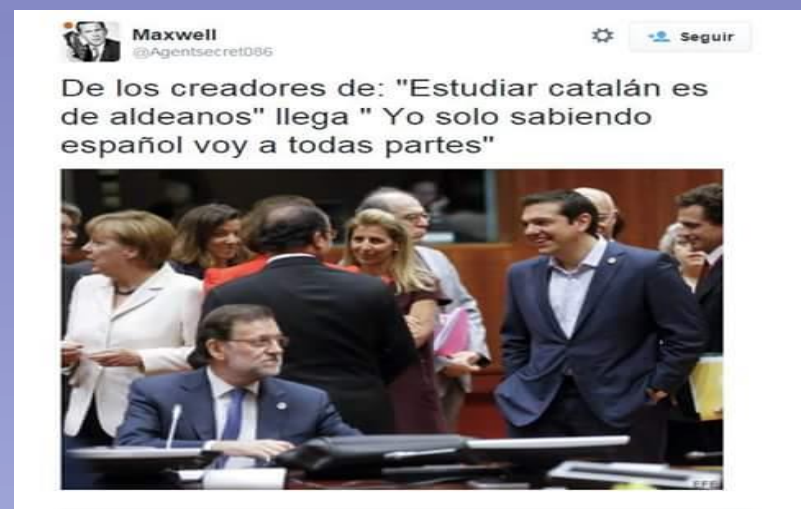 Maxwell
@Agentsecret086
Seguir
De los creadores de: "Estudiar catalán es
de aldeanos" llega " Yo solo sabiendo
español voy a todas partes"
EFE